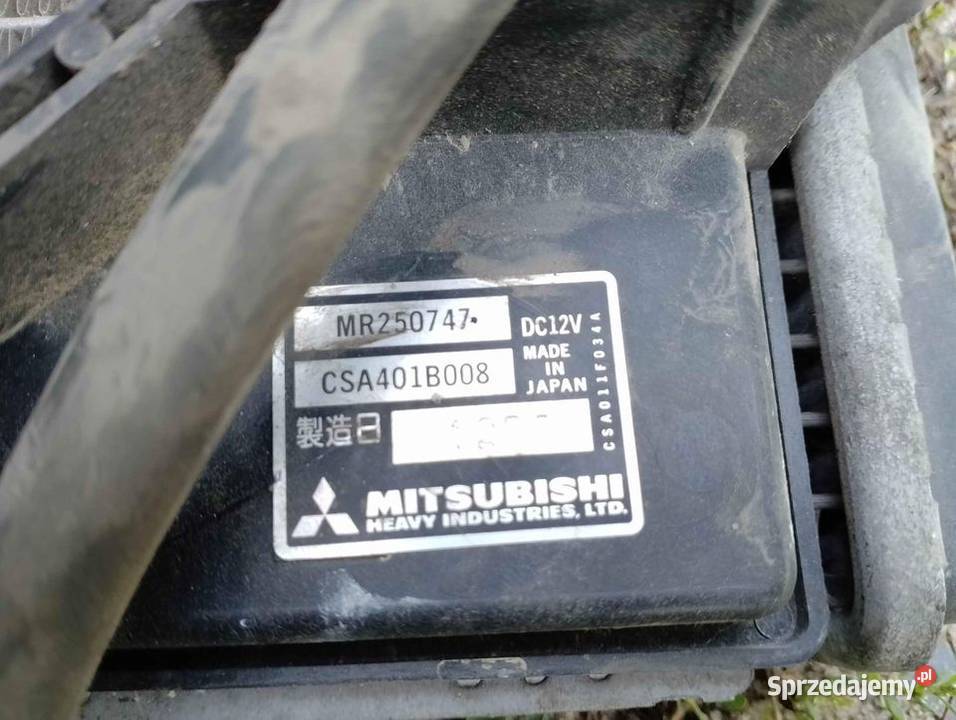 MR250747
DC12V
CSA401B008
MADE
IN
JAPAN
CSA011F034A
製造日
MITSUBISHI
HEAVY INDUSTRIES, LTD.
Sprzedajemy.pl